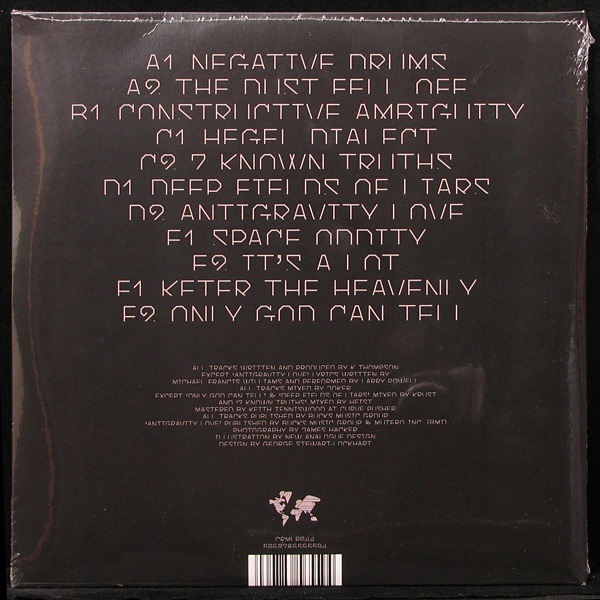 A1 NEGATIVE DRUMS
A2 THE DUST FELL OFF
B1 CONSTRUCTIVE AMBIGUITY
C1 HEGEL DIALECT
C2 7 KNOWN TRUTHS
D1 DEEP FIELDS OF LIARS
D2 ANTIGRAVITY LOVE
E1 SPACE ODDITY
E2 IT'S A LOT
F1 KETER THE HEAVENLY
F2 ONLY GOD CAN TELL
ALL TRACKS WRITTEN AND PRODUCED BY K THOMPSON
EXCEPT 'ANTIGRAVITY LOVE' LYRICS WRITTEN BY
MICHAEL FRANCIS WILLIAMS AND PERFORMED BY LARRY POWELL
ALL TRACKS MIXED BY JOKER
EXCEPT 'ONLY GOD CAN TELL' & 'DEEP FIELDS OF LIARS' MIXED BY KRUST
AND '7 KNOWN TRUTHS' MIXED BY HEIST
MASTERED BY KEITH TENNISWOOD AT CURVE PUSHER
ALL TRACKS PUBLISHED BY BUCKS MUSIC GROUP
'ANTIGRAVITY LOVE' PUBLISHED BY BUCKS MUSIC GROUP & MUTERO INC. (BMI)
PHOTOGRAPHY BY JAMES HACKER
ILLUSTRATION BY NEW ANALOGUE DESIGN
DESIGN BY GEORGE STEWART-LOCKHART